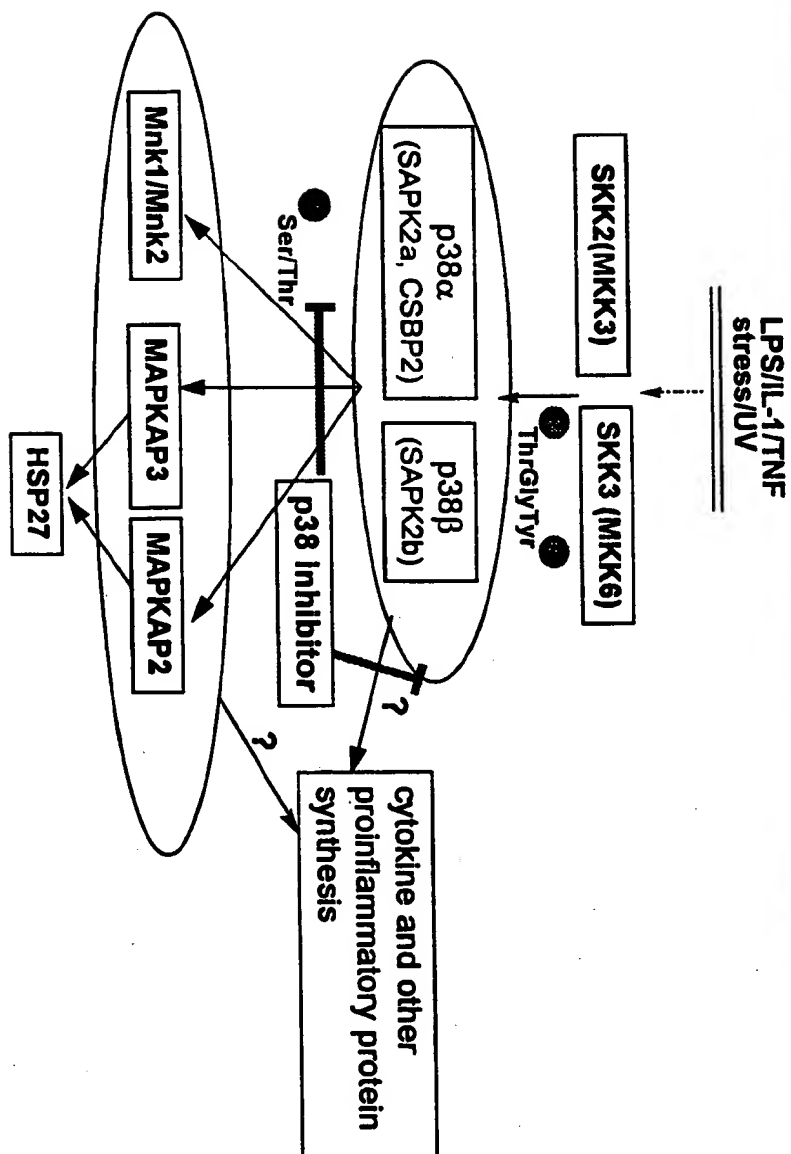 LPS/IL-1/TNF
stress/UV
SKK2(MKK3)
SKK3 (MKK6)
ThrGlyTyr
p38α
(SAPK2a, CSBP2)
p38β
(SAPK2b)
?
Ser/Thr
p38 Inhibitor
cytokine and other
proinflammatory protein
synthesis
?
Mnk1/Mnk2
MAPKAP3
MAPKAP2
HSP27